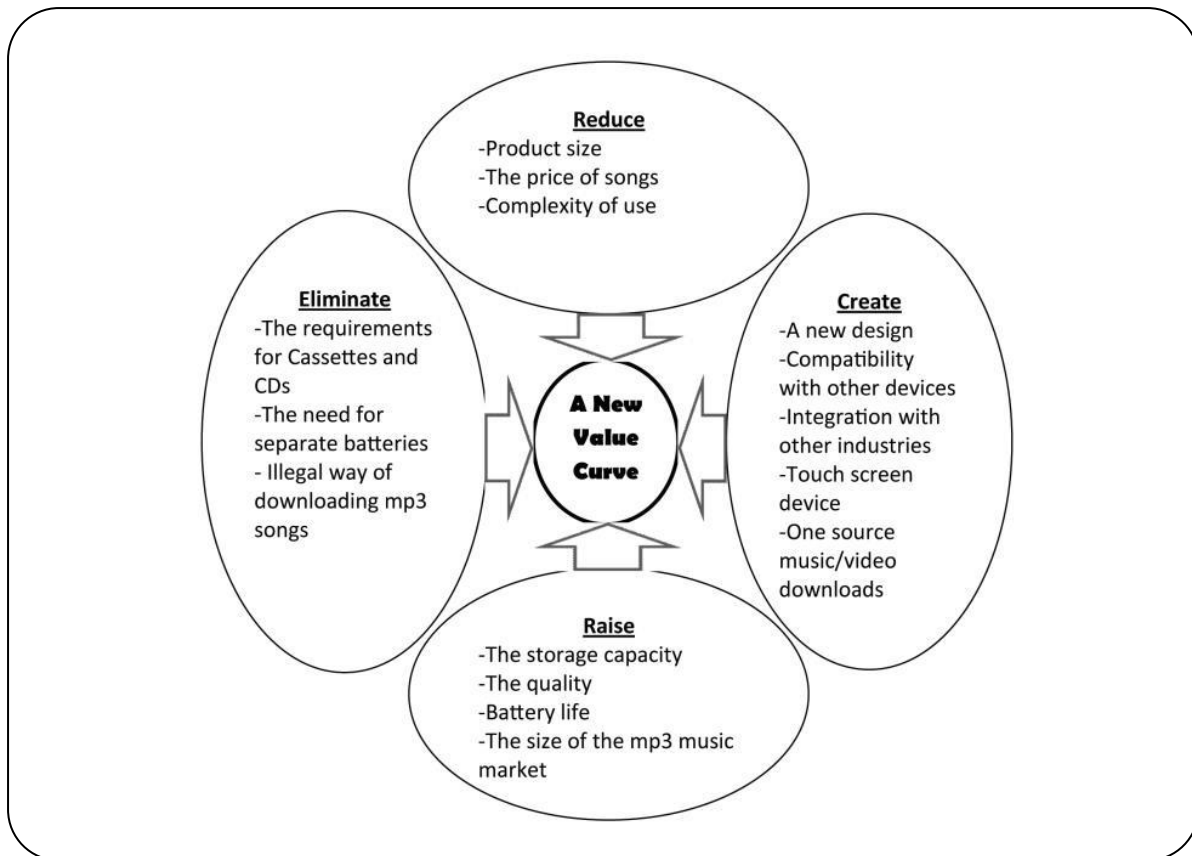 Reduce
-Product size
-The price of songs
-Complexity of use
Eliminate
-The requirements
for Cassettes and
CDs
-The need for
separate batteries
- Illegal way of
downloading mp3
songs
A New
Value
Curve
Create
-A new design
-Compatibility
with other devices
-Integration with
other industries
-Touch screen
device
-One source
music/video
downloads
Raise
-The storage capacity
-The quality
-Battery life
-The size of the mp3 music
market